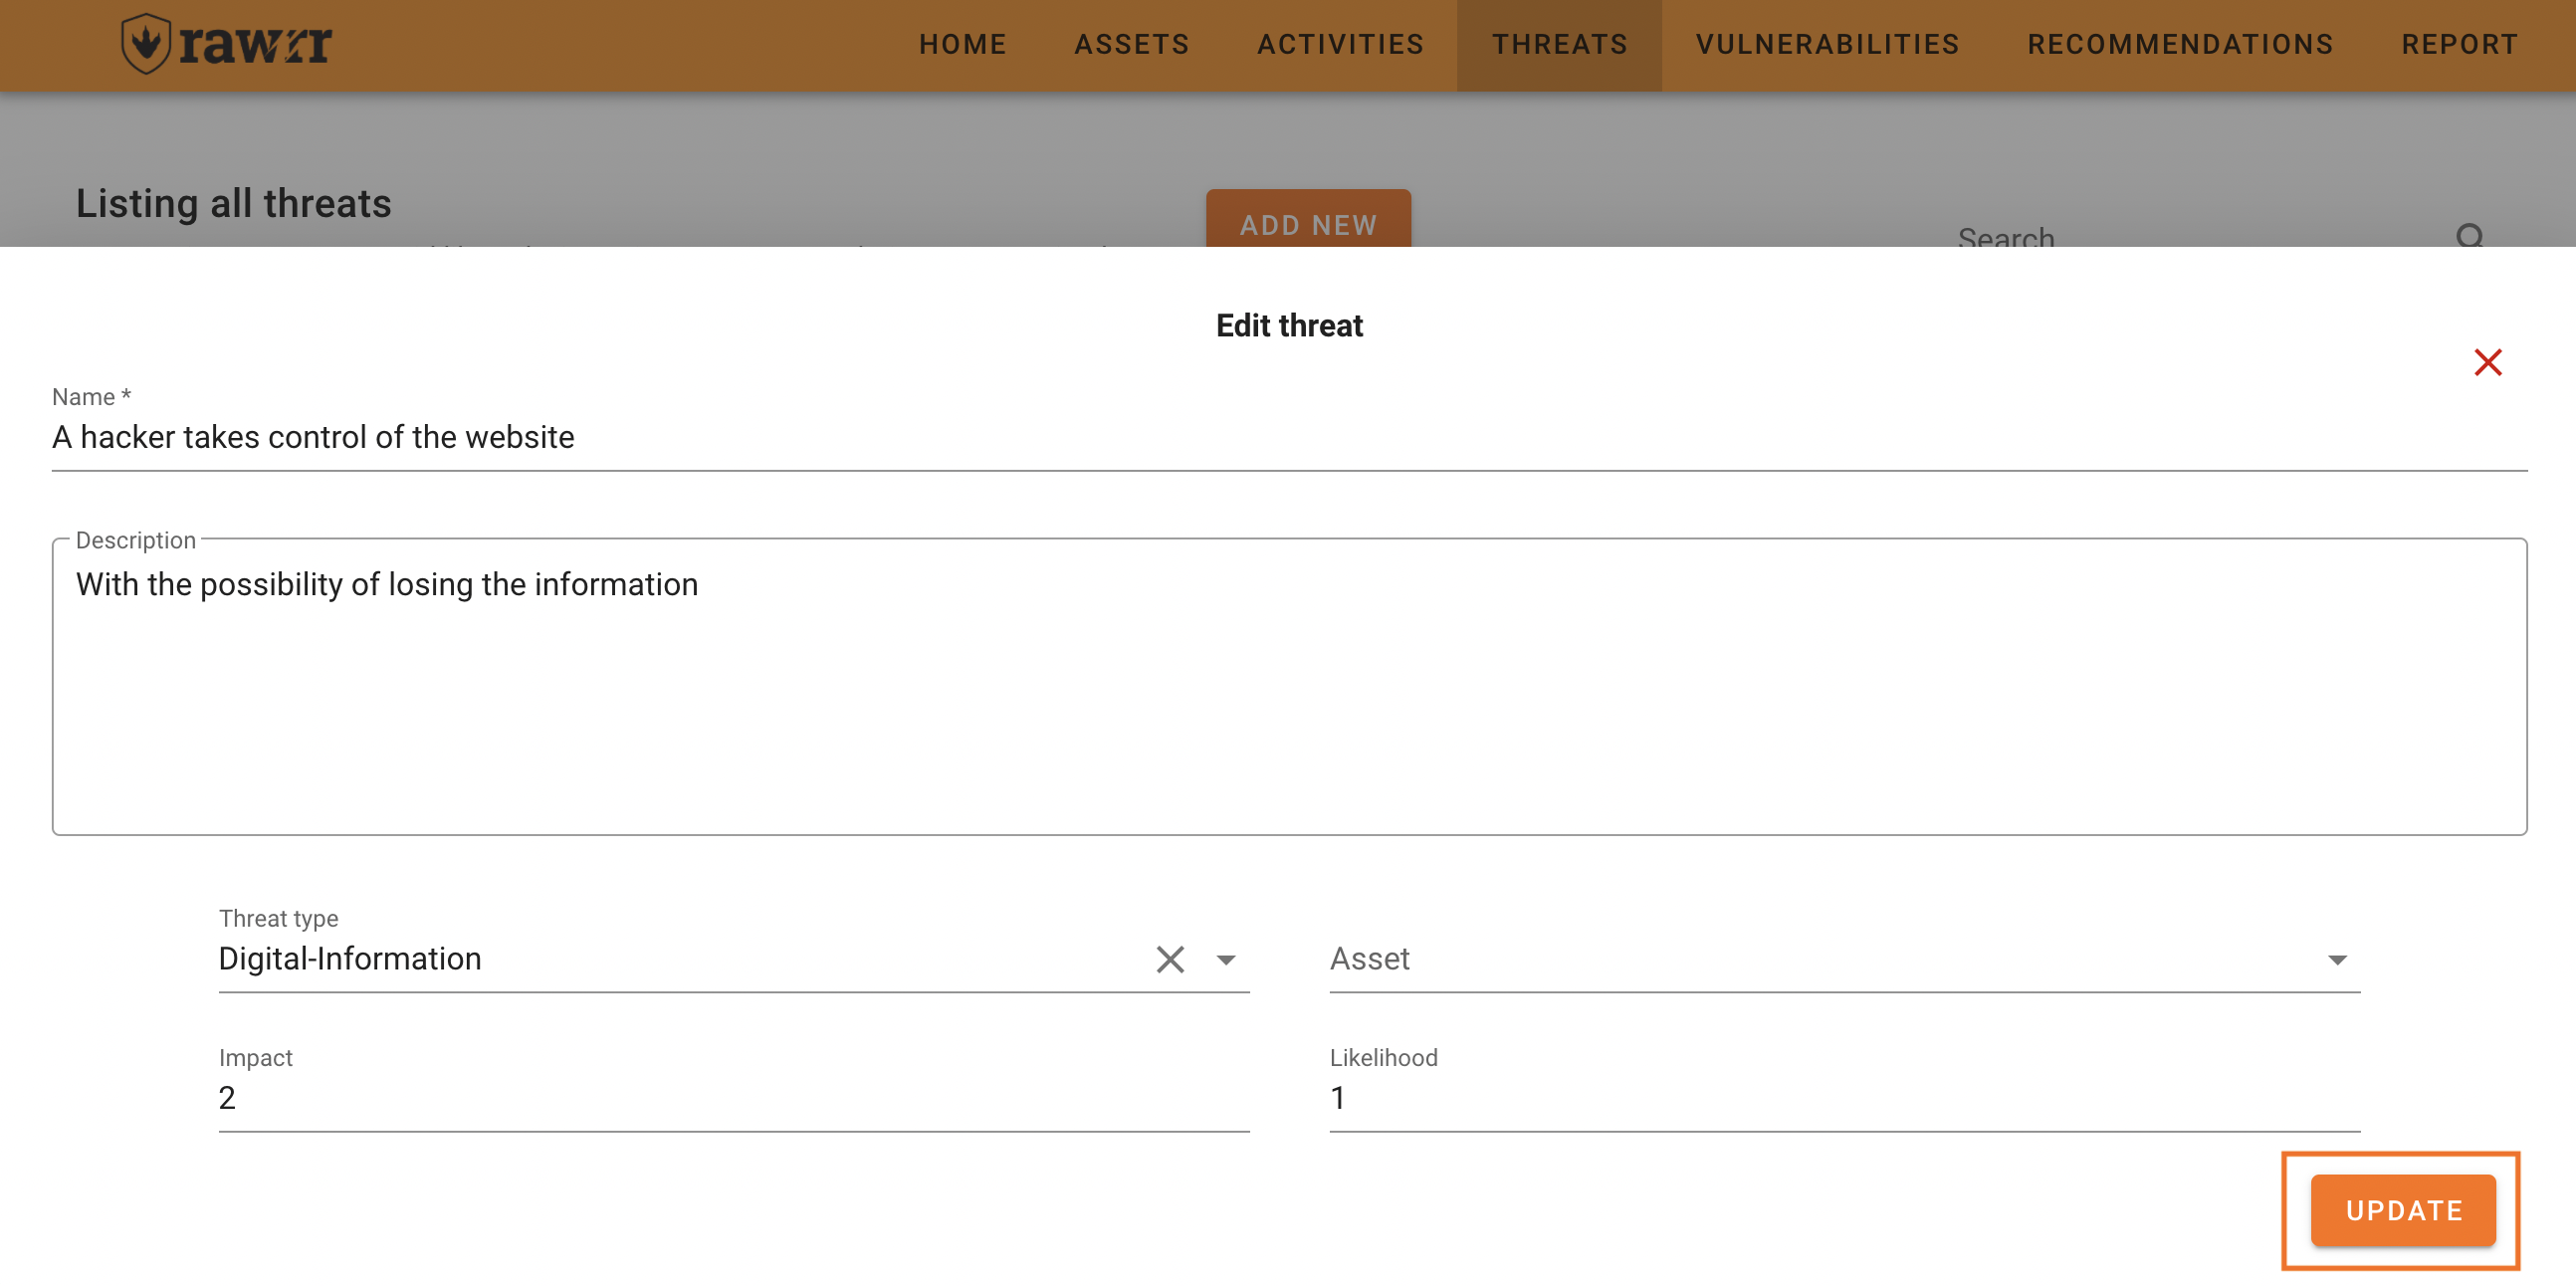 rawrr
HOME ASSETS ACTIVITIES THREATS VULNERABILITIES RECOMMENDATIONS REPORT
Listing all threats
ADD NEW
Search
Edit threat
Name *
A hacker takes control of the website
Description
With the possibility of losing the information
Threat type
Digital-Information
Asset
Impact
2
Likelihood
1
UPDATE